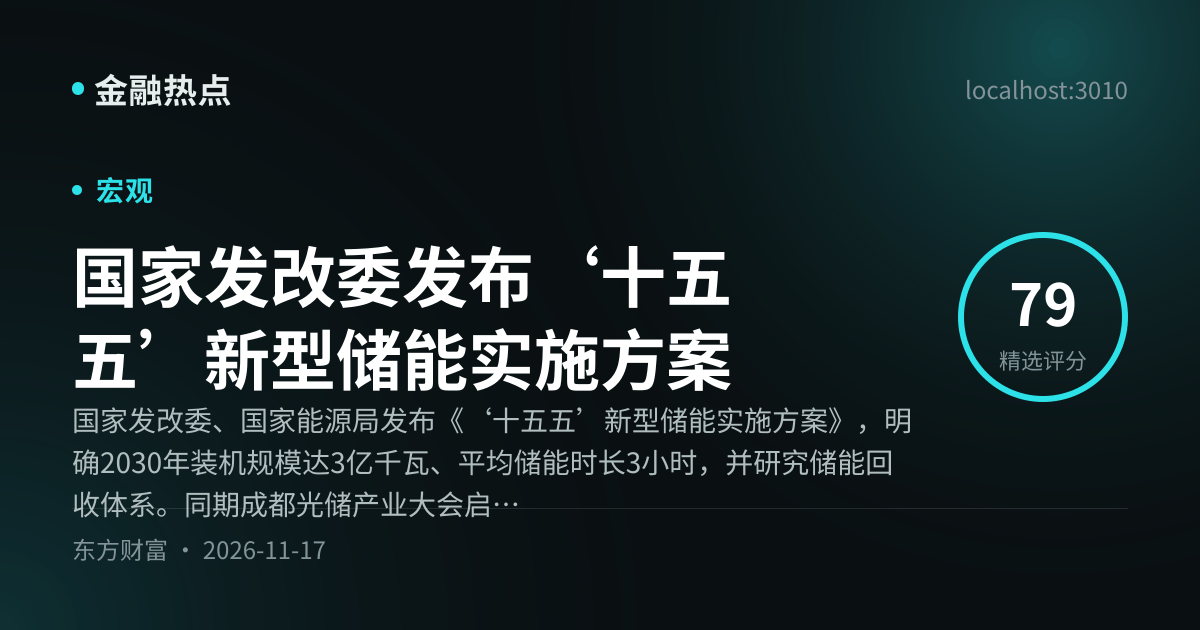 金融热点
localhost:3010
宏观
国家发改委发布‘十五
五’新型储能实施方案
79
精选评分
国家发改委、国家能源局发布《‘十五五’新型储能实施方案》，明
确2030年装机规模达3亿千瓦、平均储能时长3小时，并研究储能回
收体系。同期成都光储产业大会启…
东方财富 • 2026-11-17